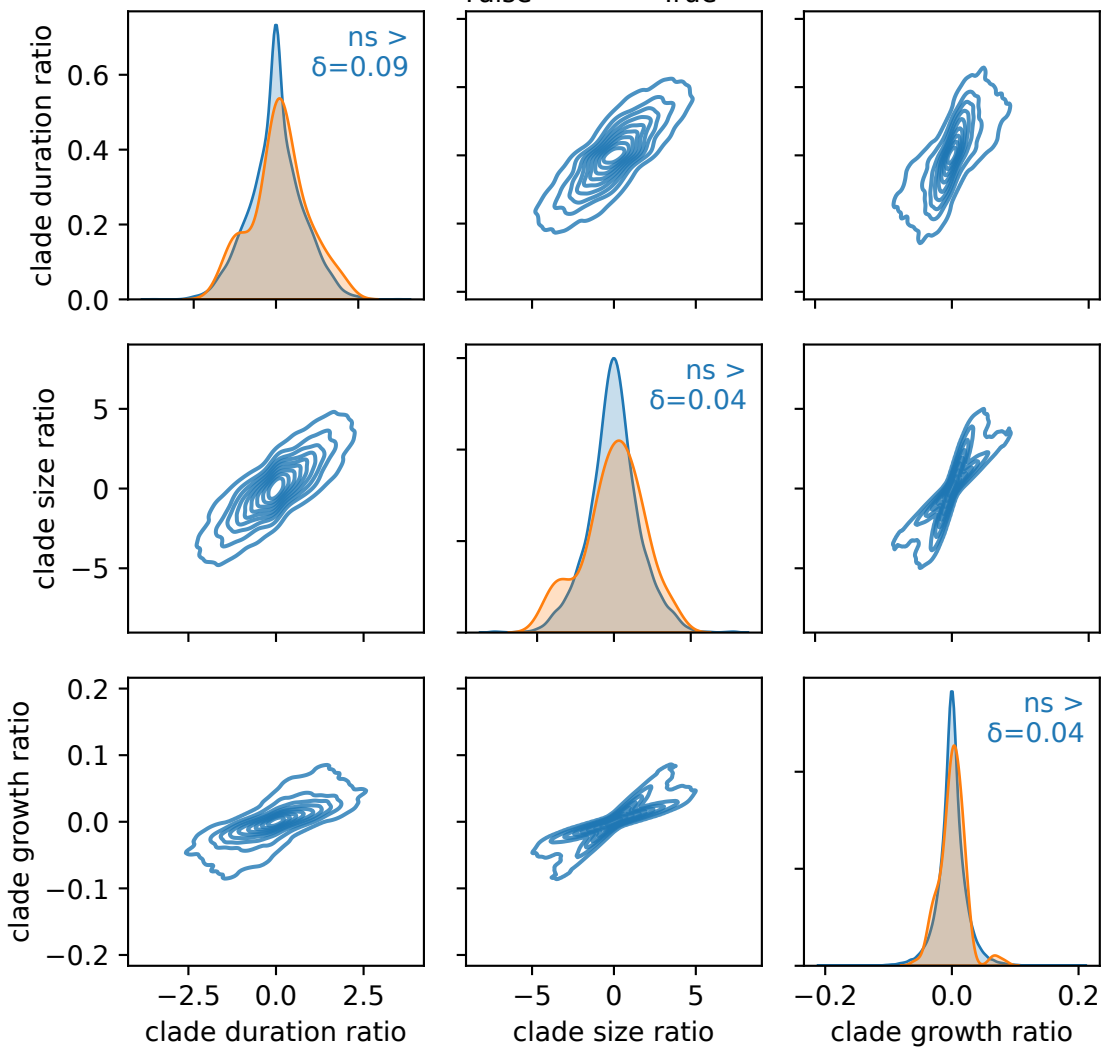 clade duration ratio
0.6
0.4
0.2
0.0
ns >
δ=0.09
clade size ratio
5
0
−5
ns >
δ=0.04
clade growth ratio
0.2
0.1
0.0
−0.1
−0.2
ns >
δ=0.04
−2.5 0.0 2.5
−5 0 5
−0.2 0.0 0.2
clade duration ratio
clade size ratio
clade growth ratio